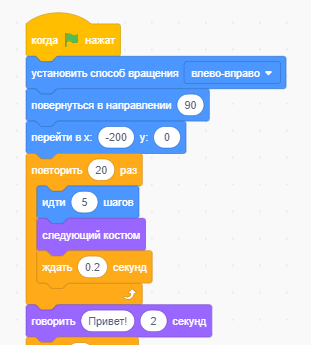 когда нажат
установить способ вращения влево-вправо
повернуться в направлении 90
перейти в x: -200 y: 0
повторить 20 раз
идти 5 шагов
следующий костюм
ждать 0.2 секунд
говорить Привет! 2 секунд